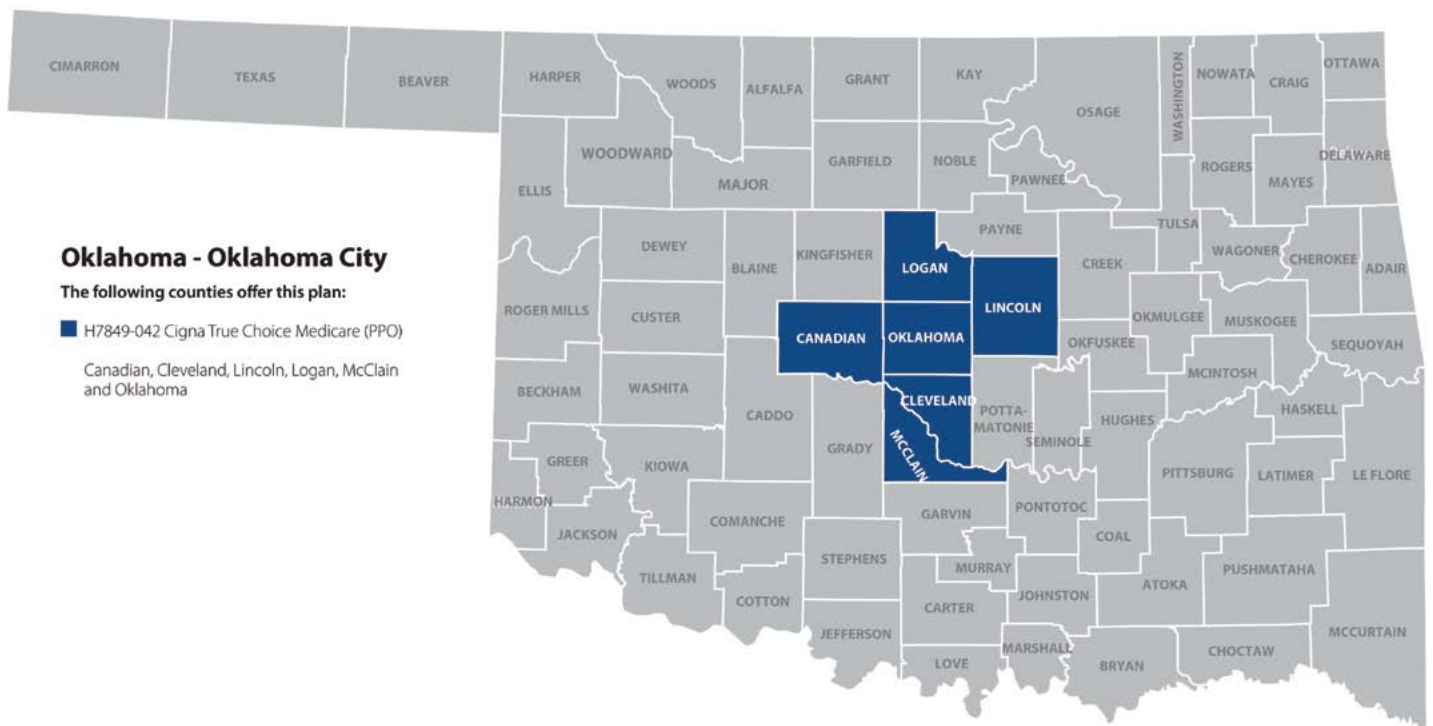 CIMARRON
TEXAS
BEAVER
HARPER
WOODS
ALFALFA
GRANT
KAY
OSAGE
WASHINGTON
NOWATA
CRAIG
OTTAWA
WOODWARD
ELLIS
MAJOR
GARFIELD
NOBLE
PAWNEE
ROGERS
MAYES
DELAWARE
Oklahoma - Oklahoma City
The following counties offer this plan:
H7849-042 Cigna True Choice Medicare (PPO)
Canadian, Cleveland, Lincoln, Logan, McClain
and Oklahoma
DEWEY
BLAINE
KINGFISHER
LOGAN
PAYNE
CREEK
TULSA
WAGONER
CHEROKEE
ADAIR
ROGER MILLS
CUSTER
CANADIAN
OKLAHOMA
LINCOLN
OKFUSKEE
OKMULGEE
MUSKOGEE
SEQUOYAH
BECKHAM
WASHITA
CADDO
GRADY
CLEVELAND
MCCLAIN
POTTA-
MATONIE
SEMINOLE
HUGHES
MCINTOSH
HASKELL
GREER
KIOWA
PITTSBURG
LATIMER
LE FLORE
HARMON
JACKSON
COMANCHE
GARVIN
PONTOTOC
COAL
TILLMAN
COTTON
STEPHENS
MURRAY
CARTER
JOHNSTON
ATOKA
PUSHMATAHA
JEFFERSON
LOVE
MARSHALL
BRYAN
CHOCTAW
MCCURTAIN